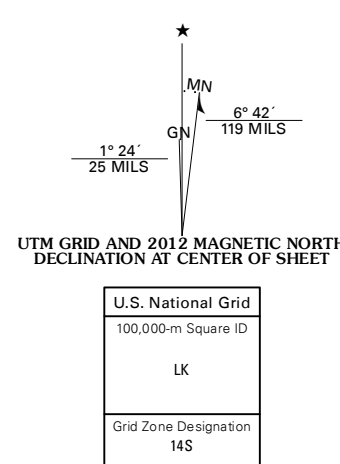 ★
MN
GN
6° 42´
119 MILS
1° 24´
25 MILS
UTM GRID AND 2012 MAGNETIC NORTH
DECLINATION AT CENTER OF SHEET
U.S. National Grid
100,000-m Square ID
LK
Grid Zone Designation
14S